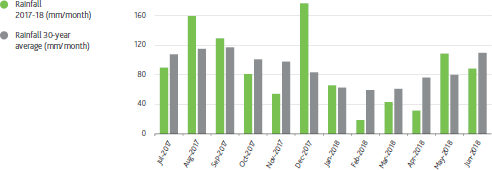 Rainfall
2017-18 (mm/month)
Rainfall 30-year
average (mm/month)
160
120
80
40
0
Jul-2017
Aug-2017
Sep-2017
Oct-2017
Nov-2017
Dec-2017
Jan-2018
Feb-2018
Mar-2018
Apr-2018
May-2018
Jun-2018